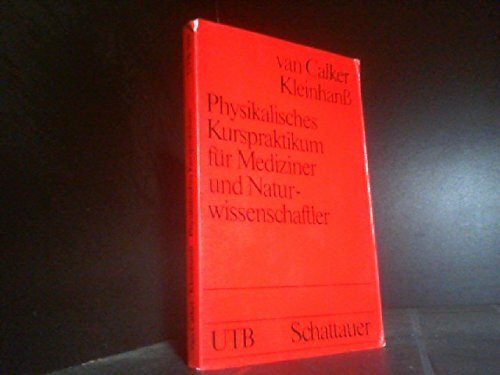 van Calker
Kleinhanß
Physikalisches
Kurspraktikum
für Mediziner
und Natur-
wissenschaftler
UTB Schattauer